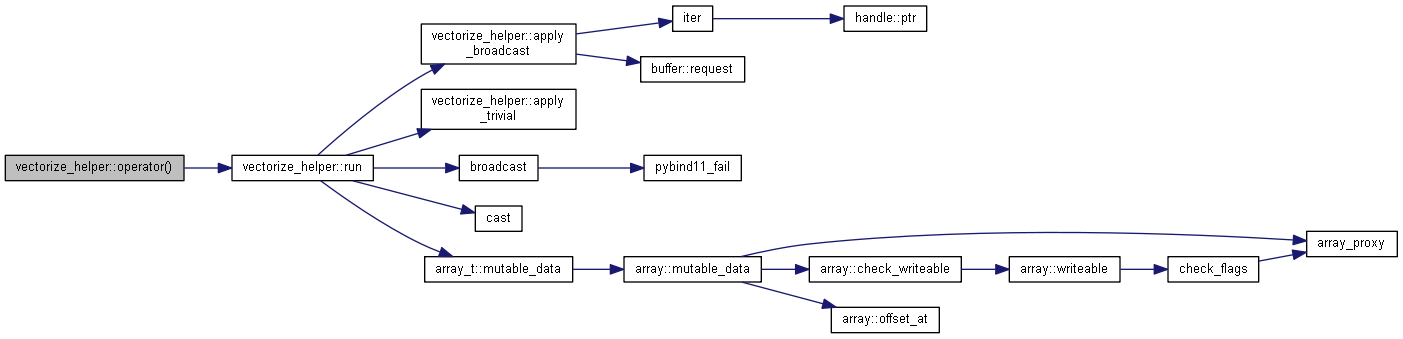 vectorize_helper::operator()
vectorize_helper::run
vectorize_helper::apply
_broadcast
iter
handle::ptr
buffer::request
vectorize_helper::apply
_trivial
broadcast
pybind11_fail
cast
array_t::mutable_data
array::mutable_data
array::check_writeable
array::writeable
check_flags
array_proxy
array::offset_at